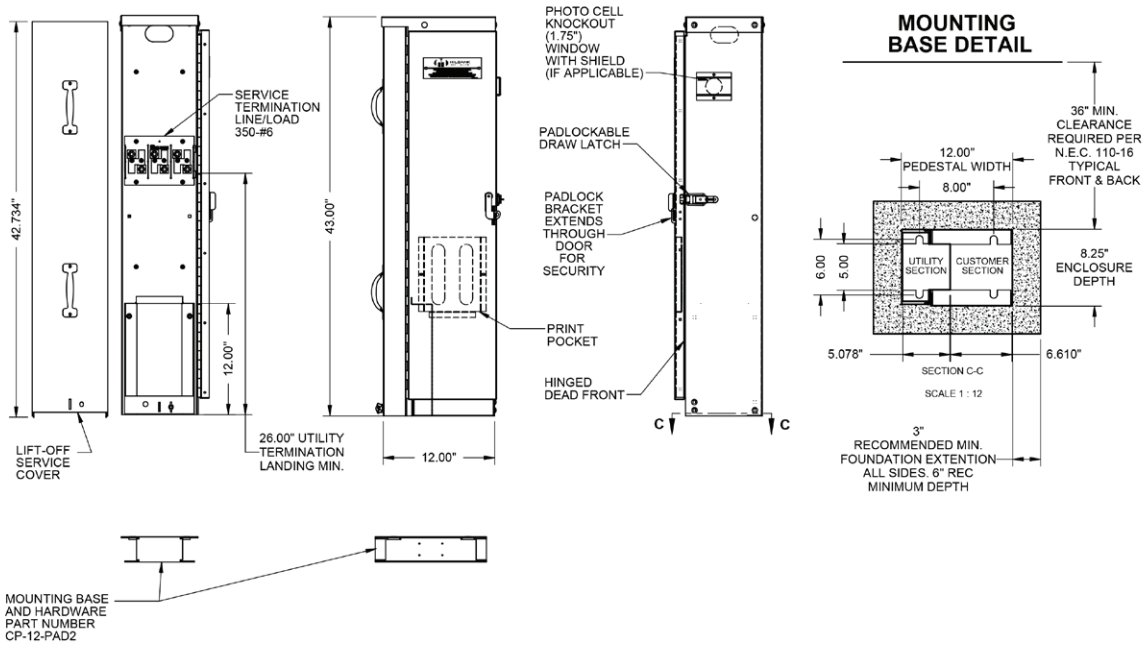 42.734"
SERVICE
TERMINATION
LINE/LOAD
350-#6
12.00"
26.00" UTILITY
TERMINATION
LANDING MIN.
LIFT-OFF
SERVICE
COVER
43.00"
12.00"
PRINT
POCKET
PHOTO CELL
KNOCKOUT
(1.75")
WINDOW
WITH SHIELD
(IF APPLICABLE)
PADLOCKABLE
DRAW LATCH
PADLOCK
BRACKET
EXTENDS
THROUGH
DOOR
FOR
SECURITY
HINGED
DEAD FRONT
C
C
MOUNTING
BASE DETAIL
36" MIN.
CLEARANCE
REQUIRED PER
N.E.C. 110-16
TYPICAL
FRONT & BACK
12.00"
PEDESTAL WIDTH
8.00"
6.00
5.00
UTILITY
SECTION
CUSTOMER
SECTION
8.25"
ENCLOSURE
DEPTH
5.078"
6.610"
SECTION C-C
SCALE 1 : 12
3"
RECOMMENDED MIN.
FOUNDATION EXTENTION
ALL SIDES. 6" REC
MINIMUM DEPTH
MOUNTING BASE
AND HARDWARE
PART NUMBER
CP-12-PAD2